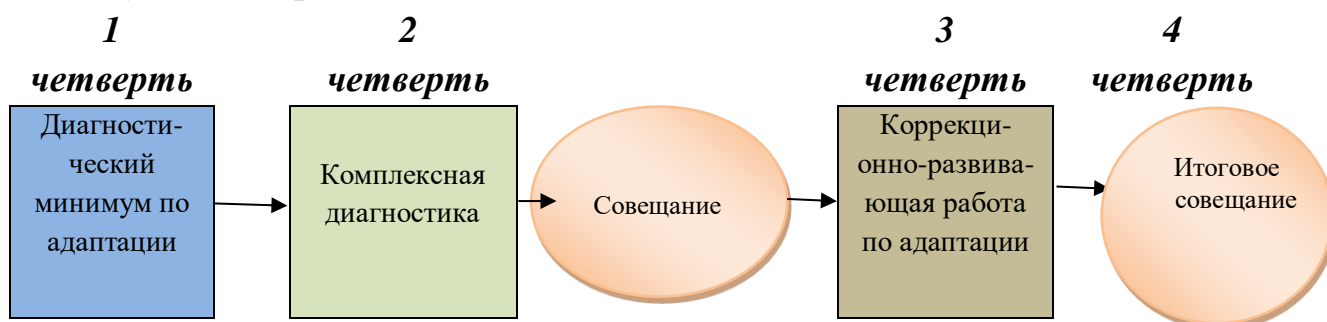 1
четверть
2
четверть
3
четверть
4
четверть
Диагности-
ческий
минимум по
адаптации
Комплексная
диагностика
Совещание
Коррекци-
онно-развива-
ющая работа
по адаптации
Итоговое
совещание